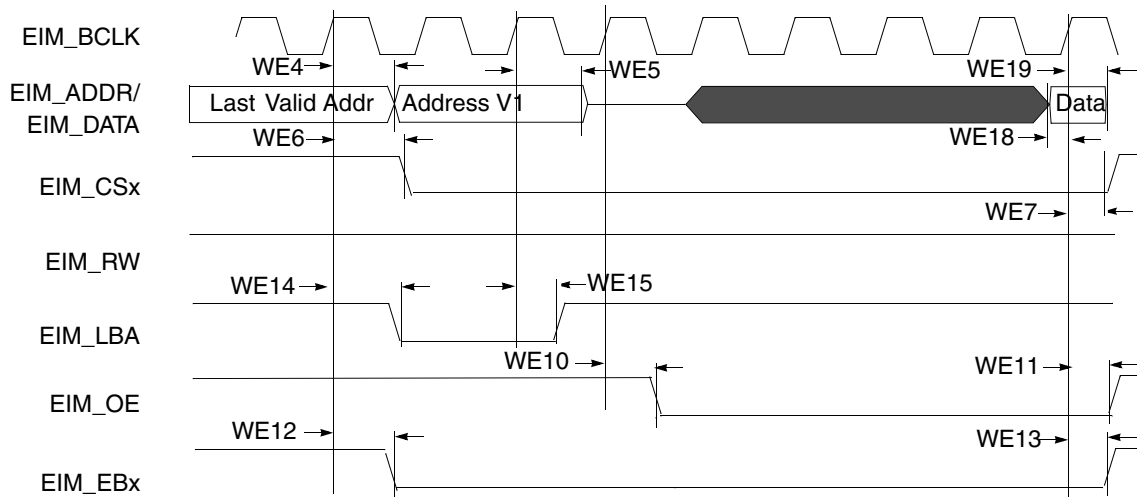 EIM_BCLK
WE4
WE5
WE19
EIM_ADDR/
EIM_DATA
Last Valid Addr
Address V1
Data
WE6
WE18
EIM_CSx
WE7
EIM_RW
WE14
WE15
EIM_LBA
WE10
WE11
EIM_OE
WE12
WE13
EIM_EBx